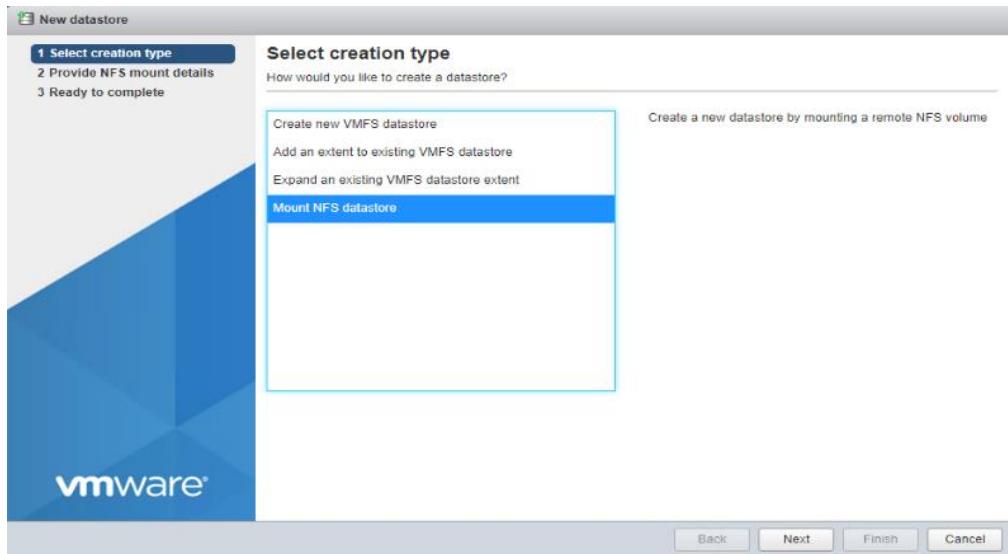 New datastore
1 Select creation type
2 Provide NFS mount details
3 Ready to complete
Select creation type
How would you like to create a datastore?
Create new VMFS datastore
Add an extent to existing VMFS datastore
Expand an existing VMFS datastore extent
Mount NFS datastore
Create a new datastore by mounting a remote NFS volume
vmware®
Back Next Finish Cancel